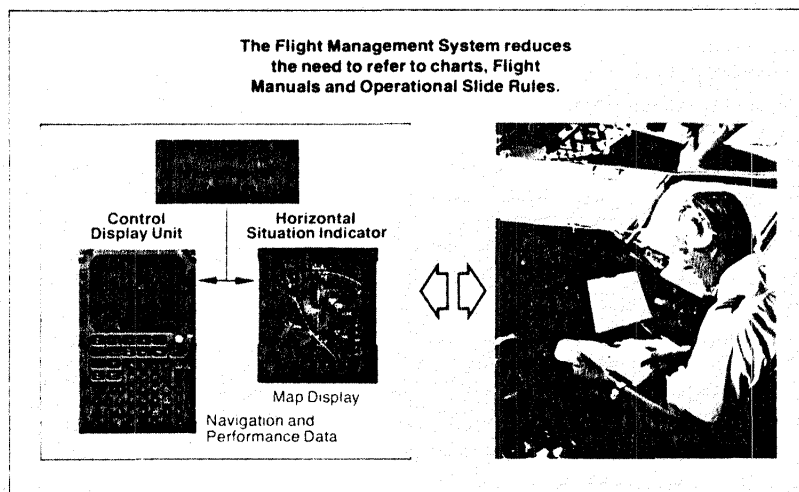 The Flight Management System reduces
the need to refer to charts, Flight
Manuals and Operational Slide Rules.
Control
Display Unit
Horizontal
Situation Indicator
Map Display
Navigation and
Performance Data